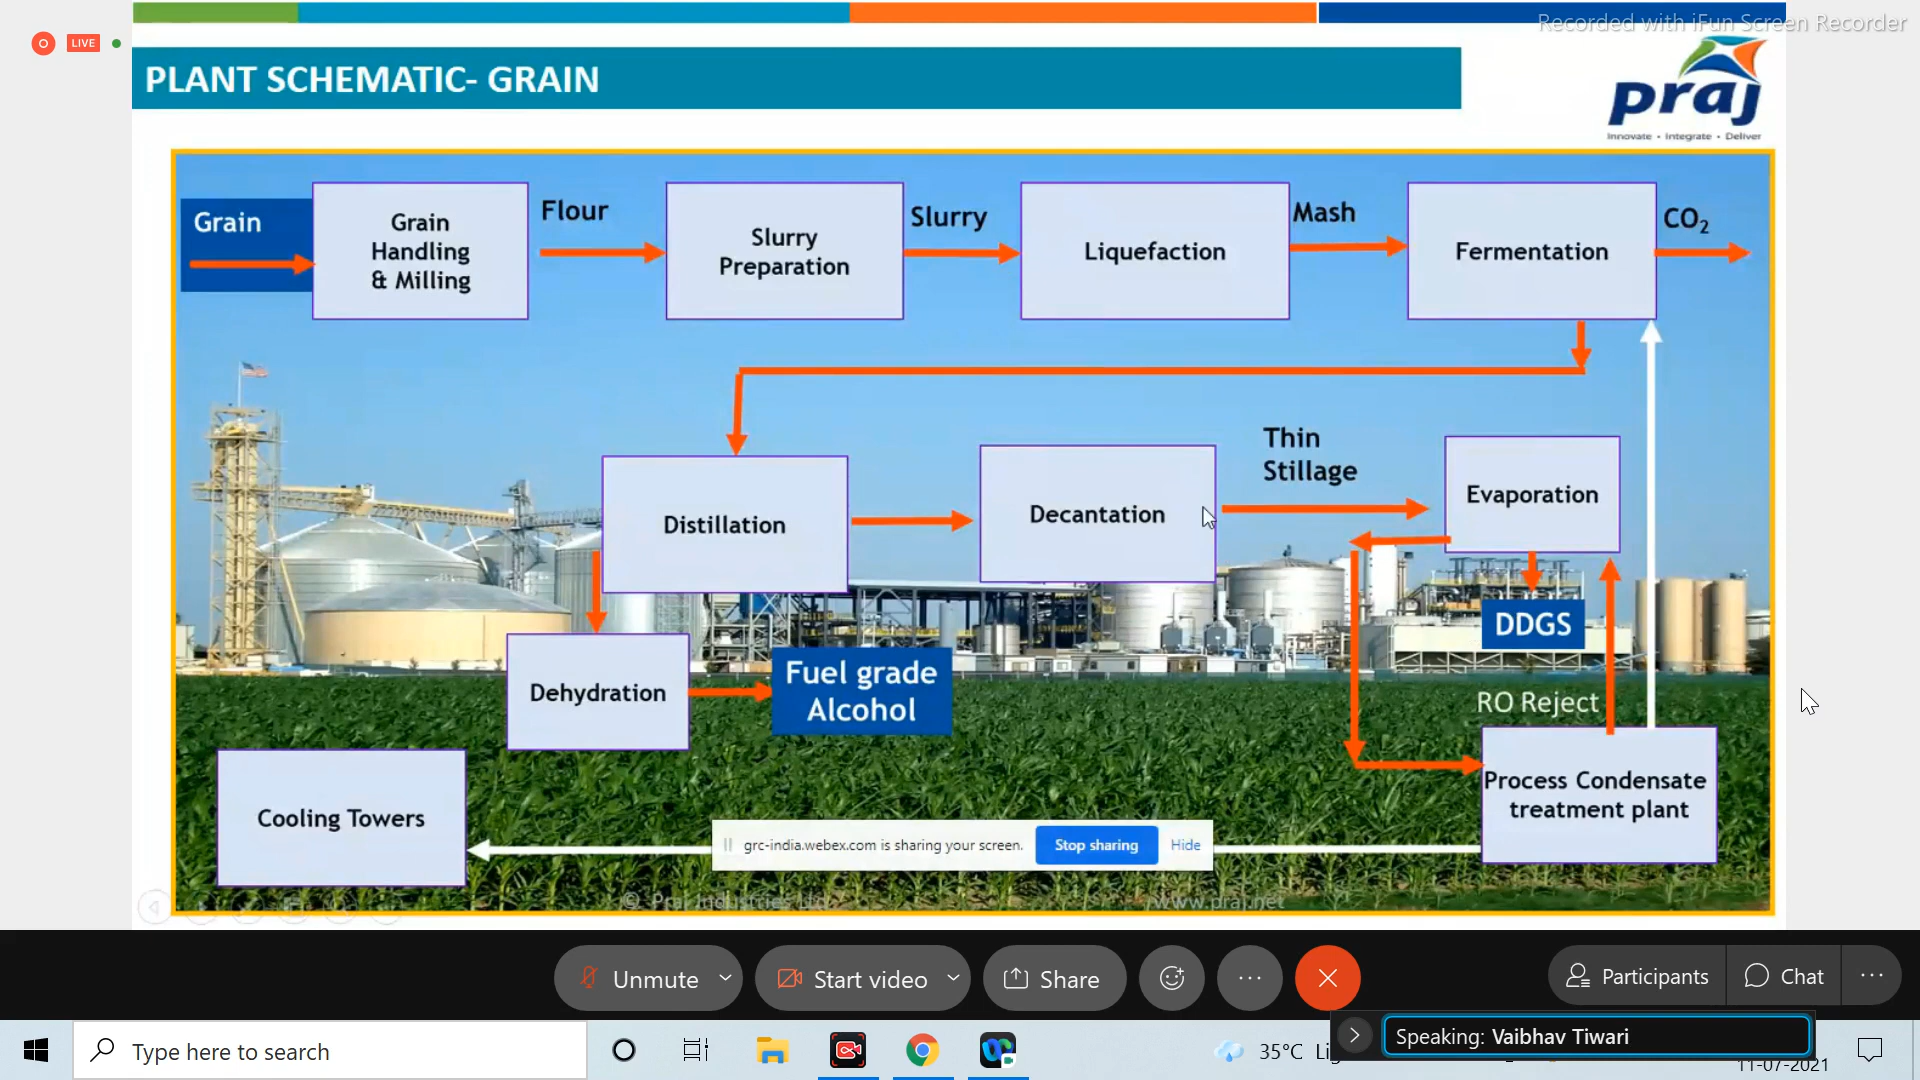 Recorded with iFun Screen Recorder
LIVE
PLANT SCHEMATIC- GRAIN
praj
Innovate • Integrate • Deliver
Grain
Grain
Handling
& Milling
Flour
Slurry
Preparation
Slurry
Liquefaction
Mash
Fermentation
CO₂
Distillation
Decantation
Thin
Stillage
Evaporation
DDGS
Dehydration
Fuel grade
Alcohol
RO Reject
Process Condensate
treatment plant
Cooling Towers
grc-india.webex.com is sharing your screen.
Stop sharing
Hide
© Praj Industries Ltd
www.praj.net
Unmute
Start video
Share
Participants
Chat
Speaking: Vaibhav Tiwari
Type here to search
35°C
11-07-2021